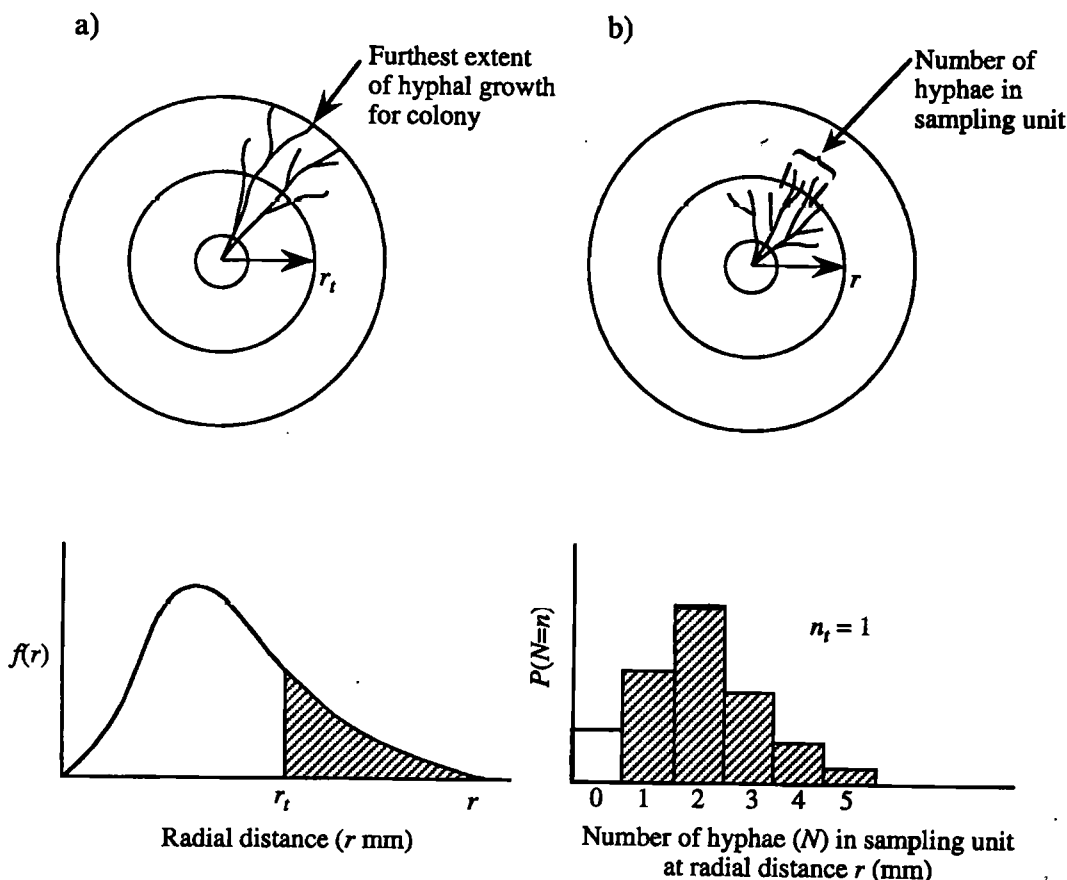 a)
Furthest extent
of hyphal growth
for colony
r_t
b)
Number of
hyphae in
sampling unit
r
f(r)
r_t
r
Radial distance (r mm)
P(N=n)
n_t = 1
0 1 2 3 4 5
Number of hyphae (N) in sampling unit
at radial distance r (mm)